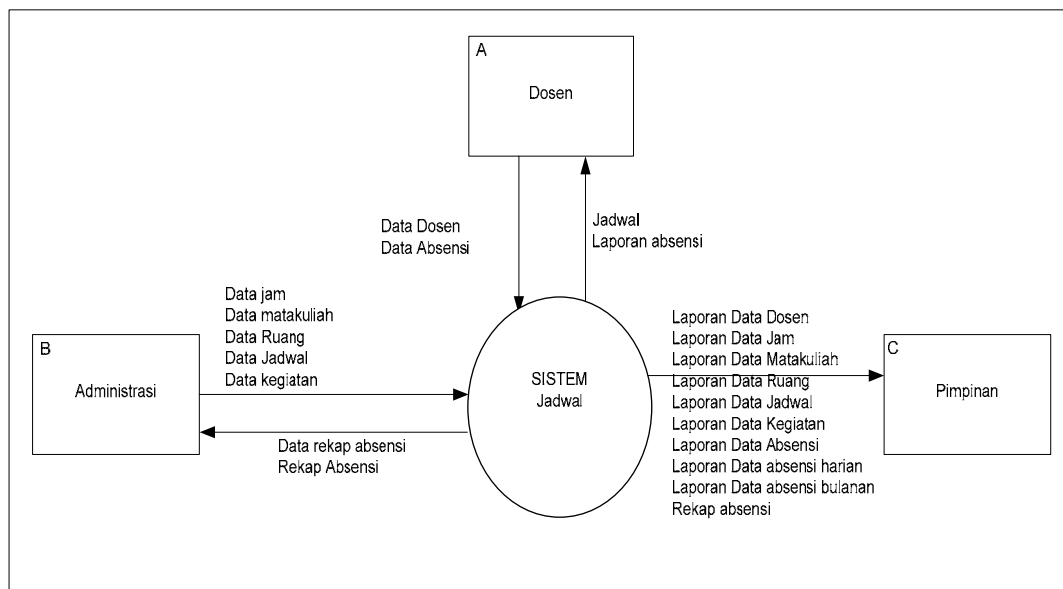 A
Dosen
Data Dosen
Data Absensi
Jadwal
Laporan absensi
Data jam
Data matakuliah
Data Ruang
Data Jadwal
Data kegiatan
B
Administrasi
Data rekap absensi
Rekap Absensi
SISTEM
Jadwal
Laporan Data Dosen
Laporan Data Jam
Laporan Data Matakuliah
Laporan Data Ruang
Laporan Data Jadwal
Laporan Data Kegiatan
Laporan Data Absensi
Laporan Data absensi harian
Laporan Data absensi bulanan
Rekap absensi
C
Pimpinan